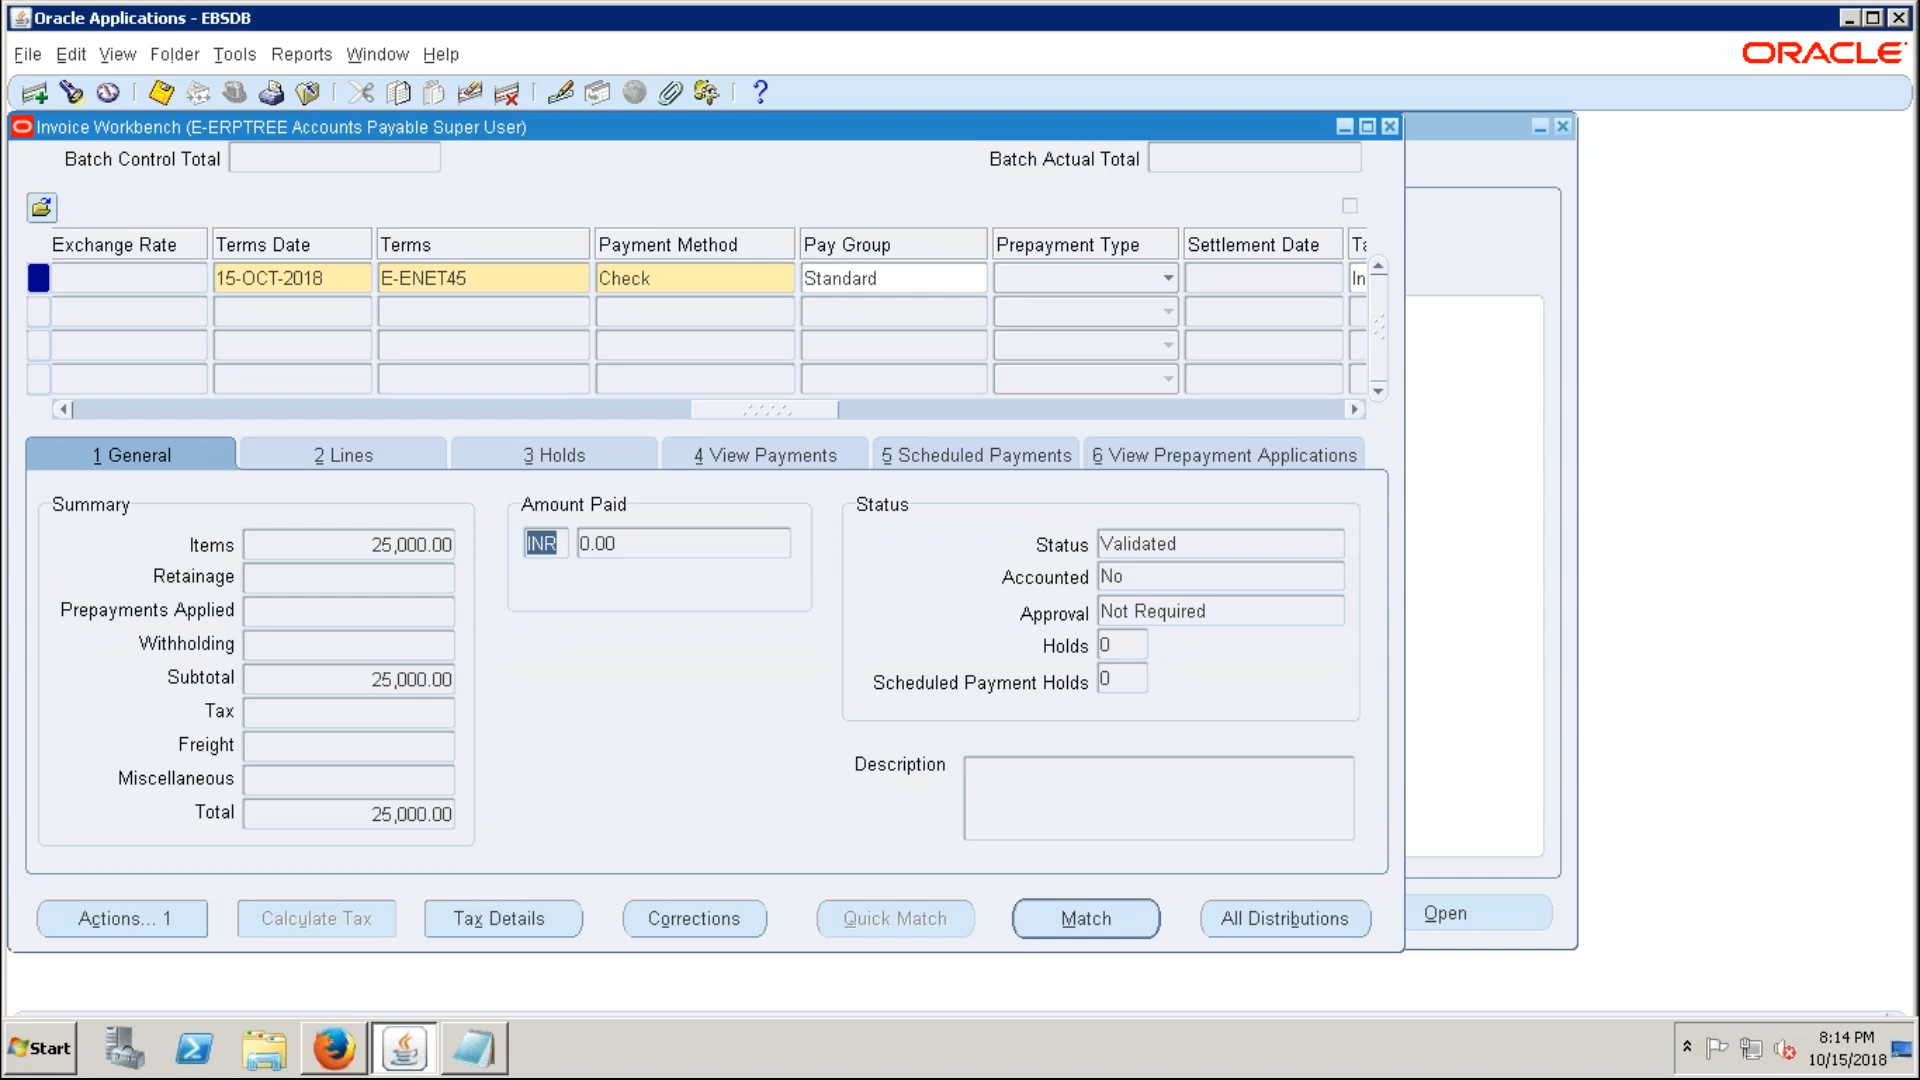 Oracle Applications - EBSDB
File Edit View Folder Tools Reports Window Help
ORACLE
Invoice Workbench (E-ERPTREE Accounts Payable Super User)
Batch Control Total
Batch Actual Total
Exchange Rate Terms Date Terms Payment Method Pay Group Prepayment Type Settlement Date Ta
15-OCT-2018 E-ENET45 Check Standard In
1 General 2 Lines 3 Holds 4 View Payments 5 Scheduled Payments 6 View Prepayment Applications
Summary
Items 25,000.00
Retainage
Prepayments Applied
Withholding
Subtotal 25,000.00
Tax
Freight
Miscellaneous
Total 25,000.00
Amount Paid
INR 0.00
Status
Status Validated
Accounted No
Approval Not Required
Holds 0
Scheduled Payment Holds 0
Description
Actions... 1 Calculate Tax Tax Details Corrections Quick Match Match All Distributions Open
Start
8:14 PM
10/15/2018